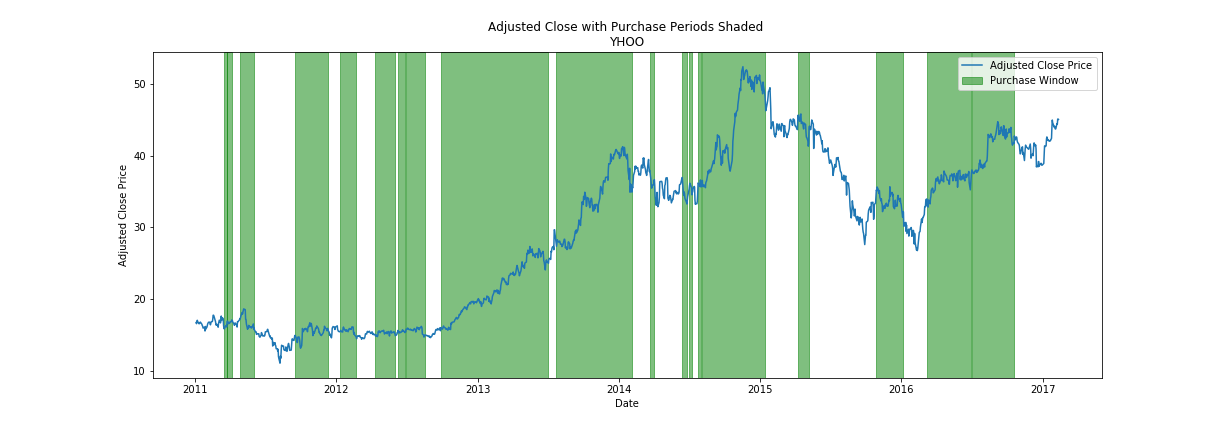 Adjusted Close with Purchase Periods Shaded
YHOO
Adjusted Close Price
Purchase Window
50
40
30
20
10
Adjusted Close Price
2011 2012 2013 2014 2015 2016 2017
Date